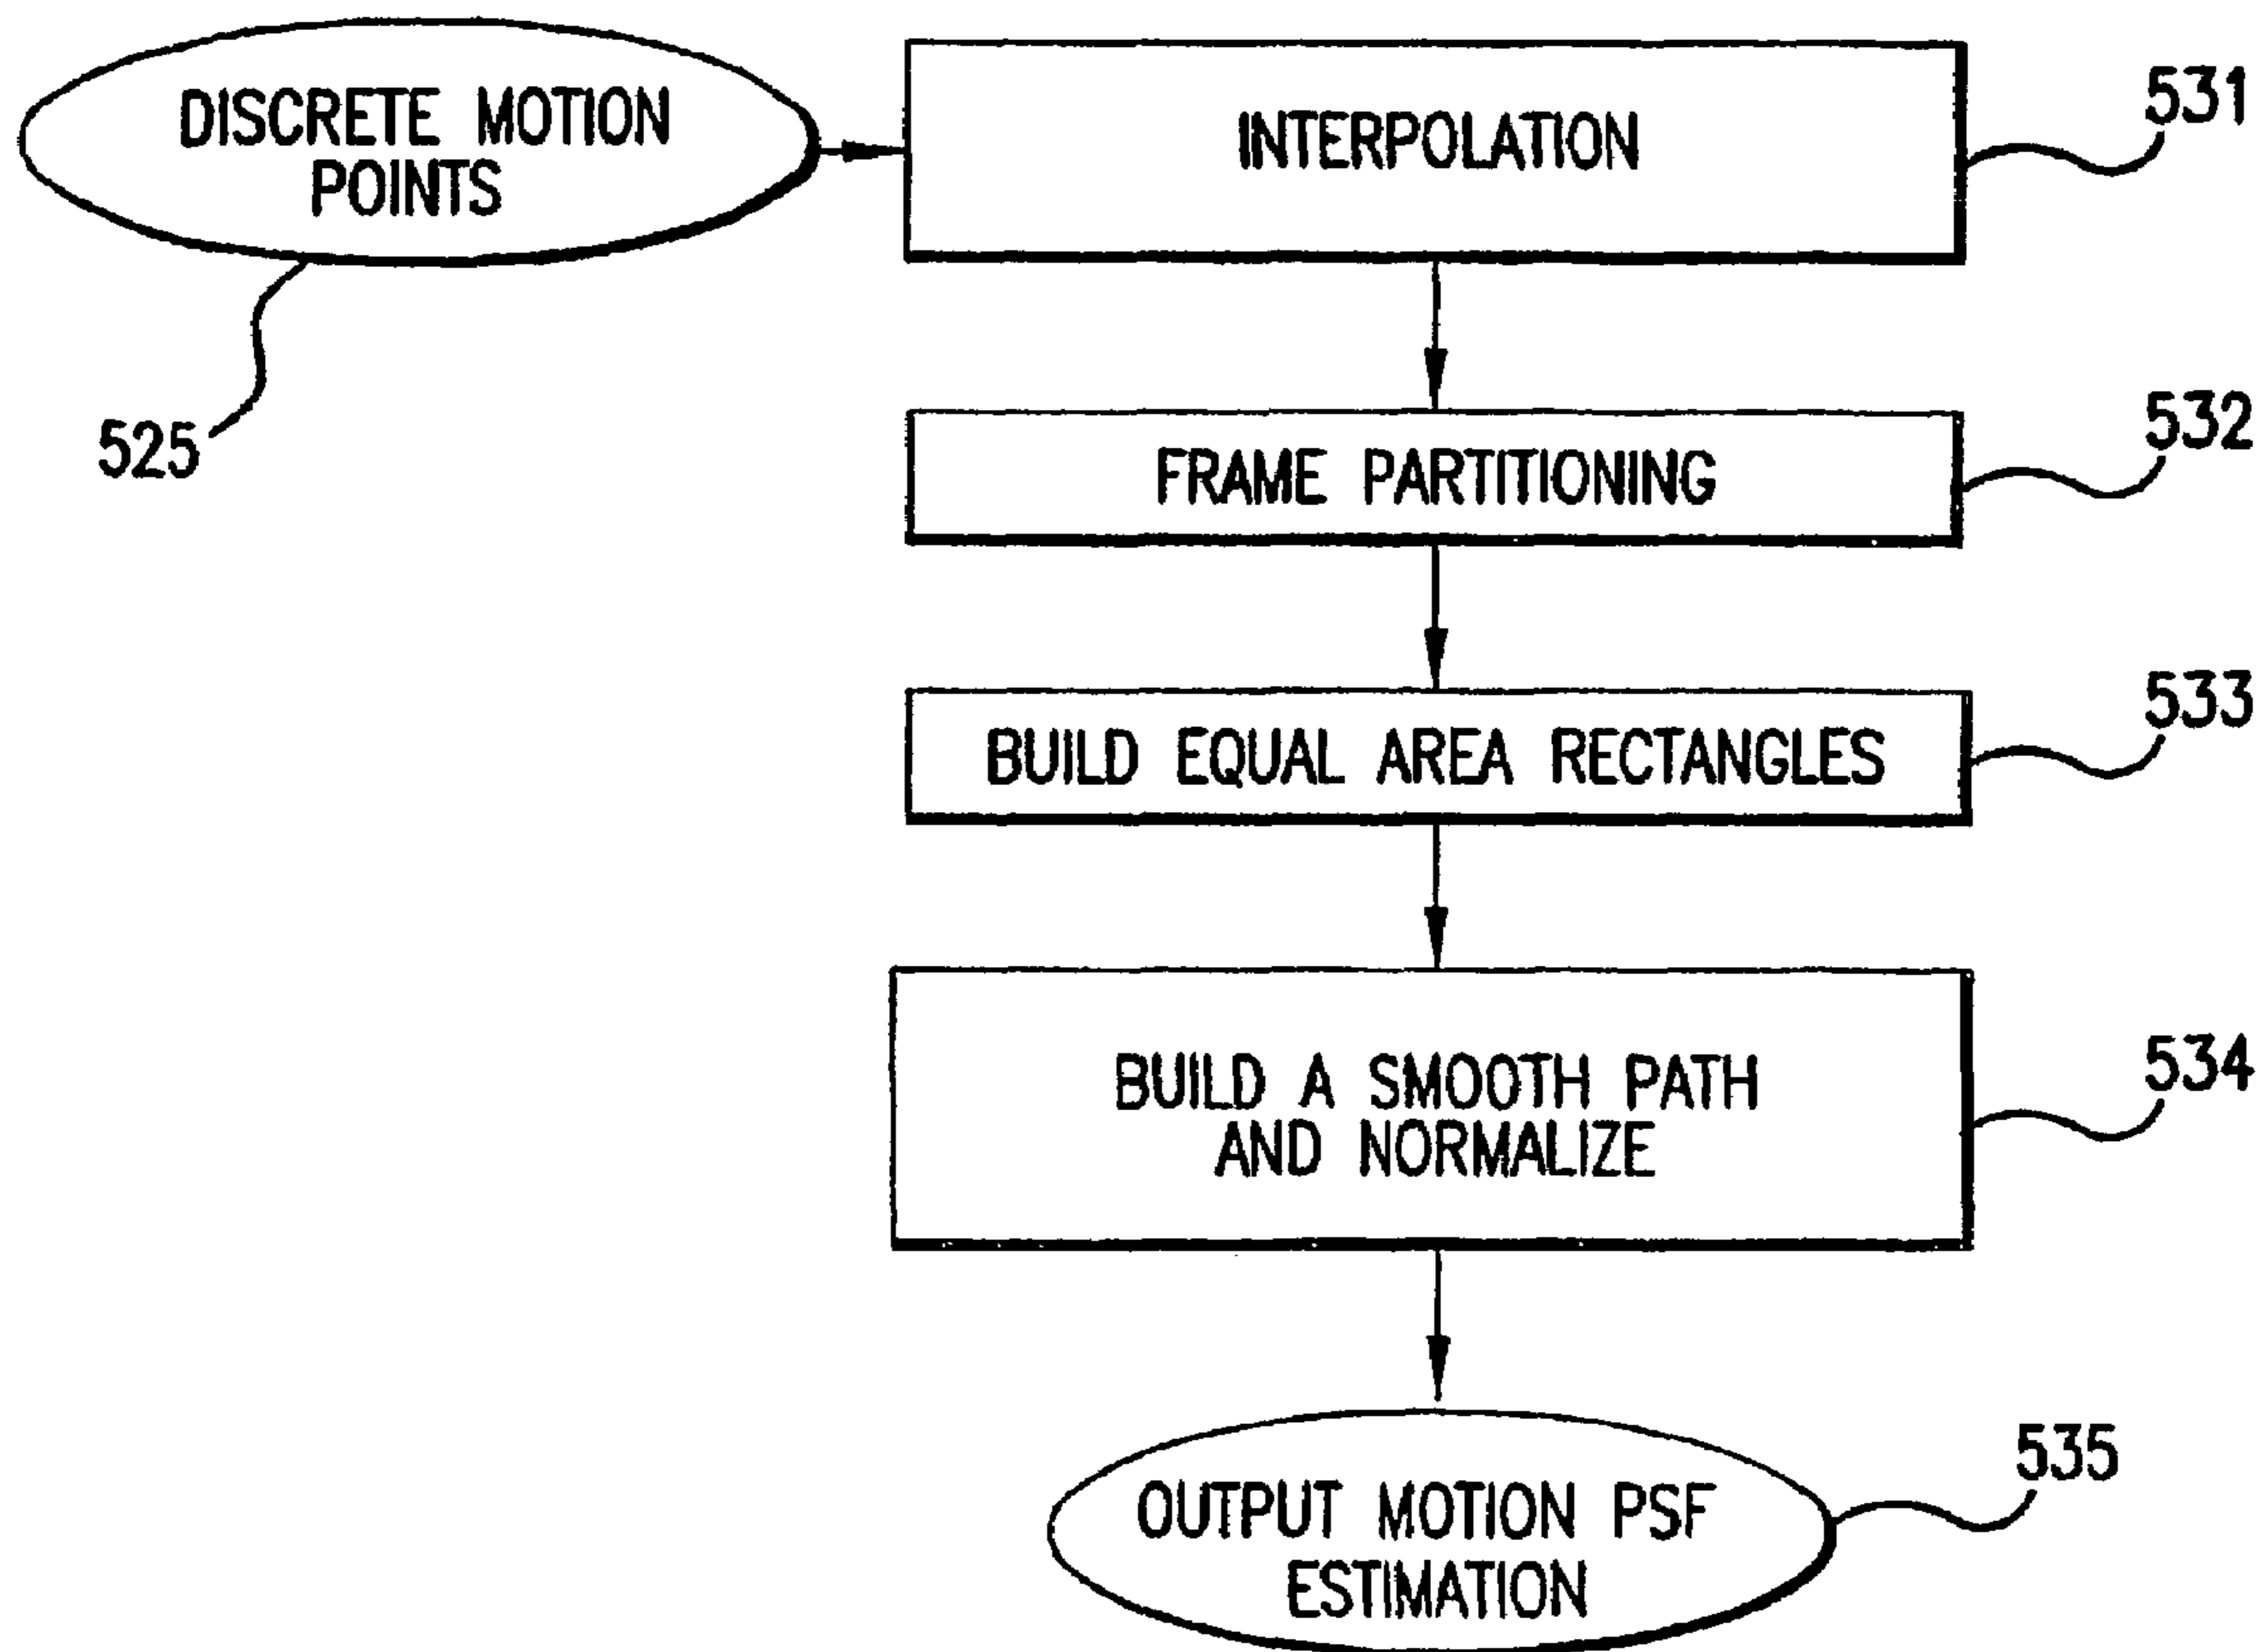 DISCRETE MOTION
POINTS
525
INTERPOLATION
531
FRAME PARTITIONING
532
BUILD EQUAL AREA RECTANGLES
533
BUILD A SMOOTH PATH
AND NORMALIZE
534
OUTPUT MOTION PSF
ESTIMATION
535